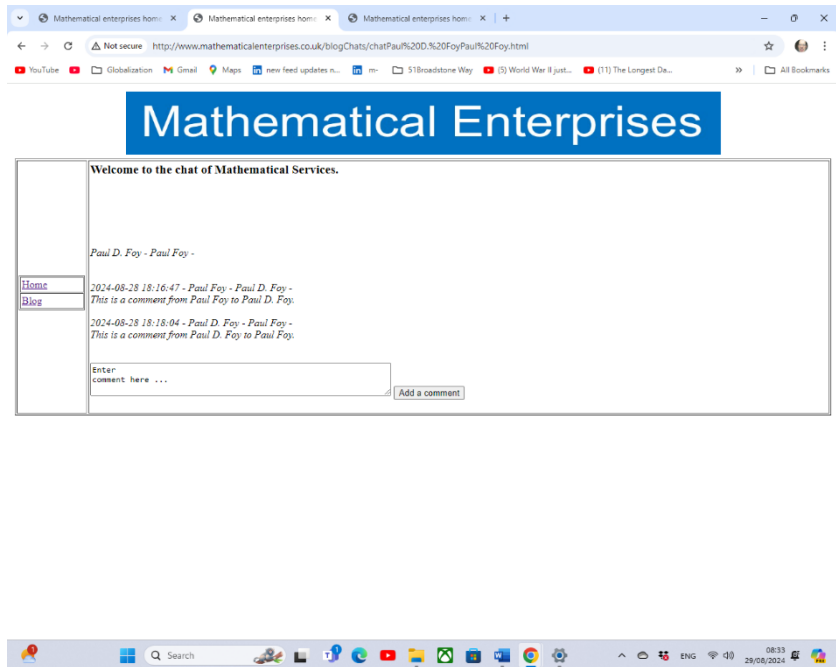 Mathematical enterprises home
Mathematical enterprises home
Mathematical enterprises home
Not secure http://www.mathematicalenterprises.co.uk/blogChats/chatPaul%20D.%20FoyPaul%20Foy.html
YouTube Globalization Gmail Maps new feed updates n... m- 51Broadstone Way (5) World War II just... (11) The Longest Da... » All Bookmarks
Mathematical Enterprises
Welcome to the chat of Mathematical Services.
Paul D. Foy - Paul Foy -
Home
Blog
2024-08-28 18:16:47 - Paul Foy - Paul D. Foy -
This is a comment from Paul Foy to Paul D. Foy.
2024-08-28 18:18:04 - Paul D. Foy - Paul Foy -
This is a comment from Paul D. Foy to Paul Foy.
Enter
comment here ...
Add a comment
Search
ENG
08:33
29/08/2024